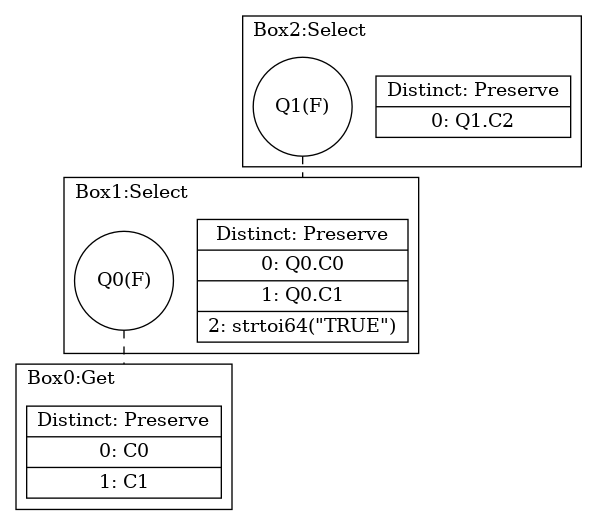 Box2:Select
Q1(F)
Distinct: Preserve
0: Q1.C2
Box1:Select
Q0(F)
Distinct: Preserve
0: Q0.C0
1: Q0.C1
2: strtoi64("TRUE")
Box0:Get
Distinct: Preserve
0: C0
1: C1